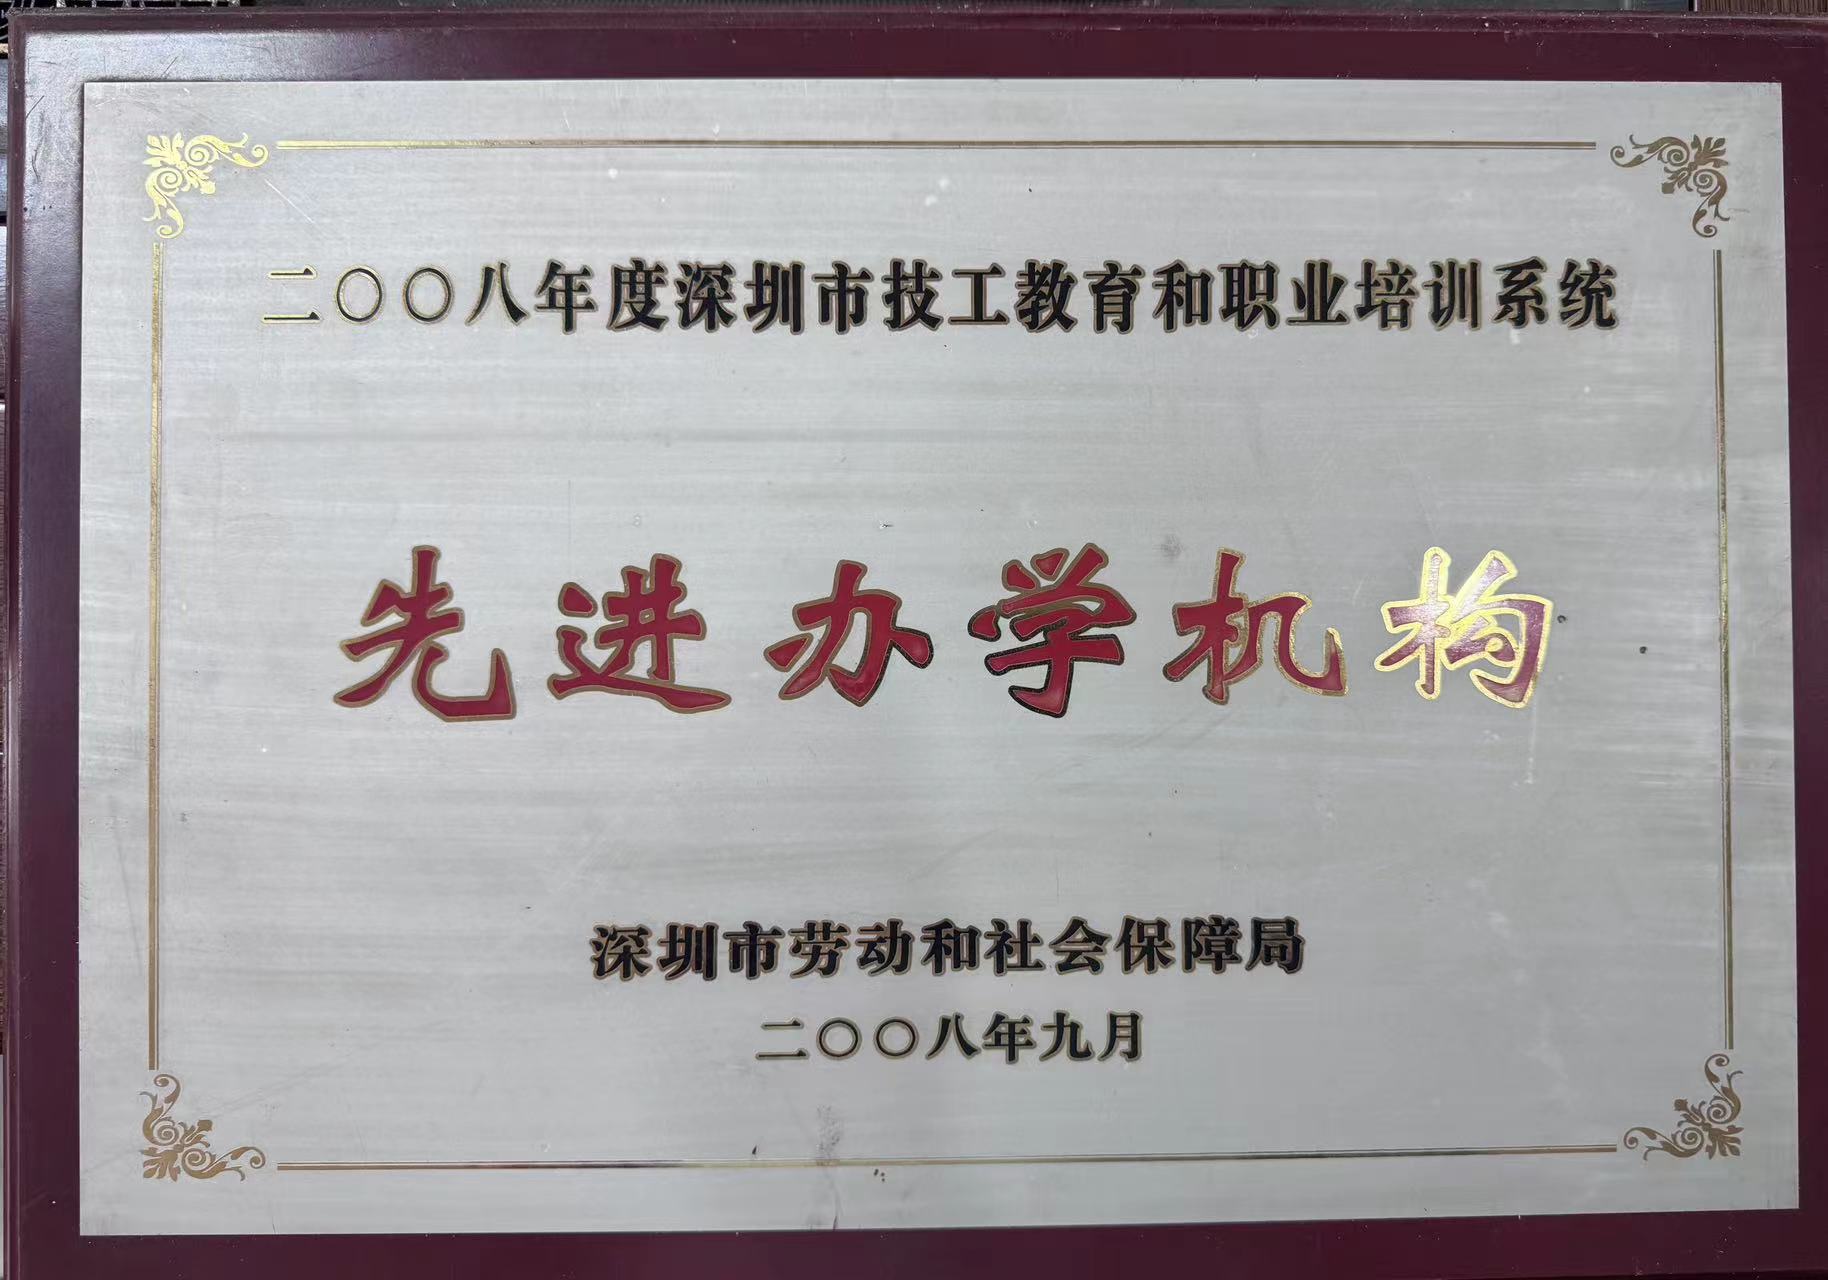 二〇〇八年度深圳市技工教育和职业培训系统
先进办学机构
深圳市劳动和社会保障局
二〇〇八年九月